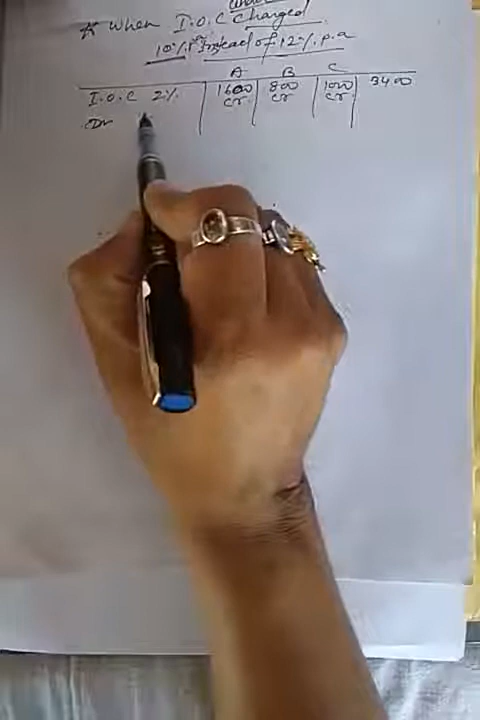 * When I.O.C Charged
10% Instead of 12% p.a
A B C
I.O.C 2% 1600 800 1000 3400
cr cr cr